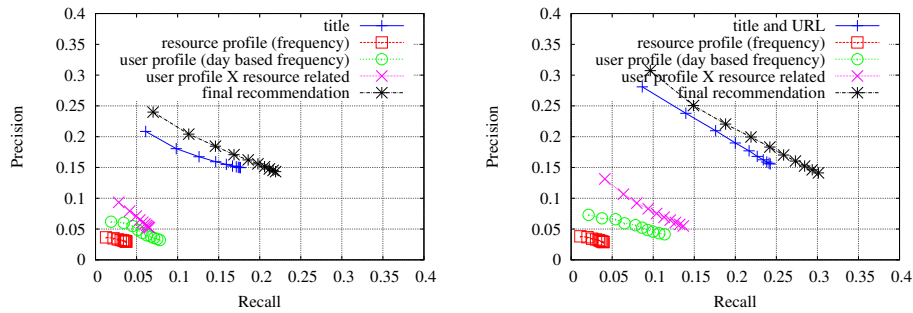 0.4
0.35
0.3
0.25
0.2
0.15
0.1
0.05
0
Precision
0 0.05 0.1 0.15 0.2 0.25 0.3 0.35 0.4
Recall
title
resource profile (frequency)
user profile (day based frequency)
user profile X resource related
final recommendation
0.4
0.35
0.3
0.25
0.2
0.15
0.1
0.05
0
Precision
0 0.05 0.1 0.15 0.2 0.25 0.3 0.35 0.4
Recall
title and URL
resource profile (frequency)
user profile (day based frequency)
user profile X resource related
final recommendation